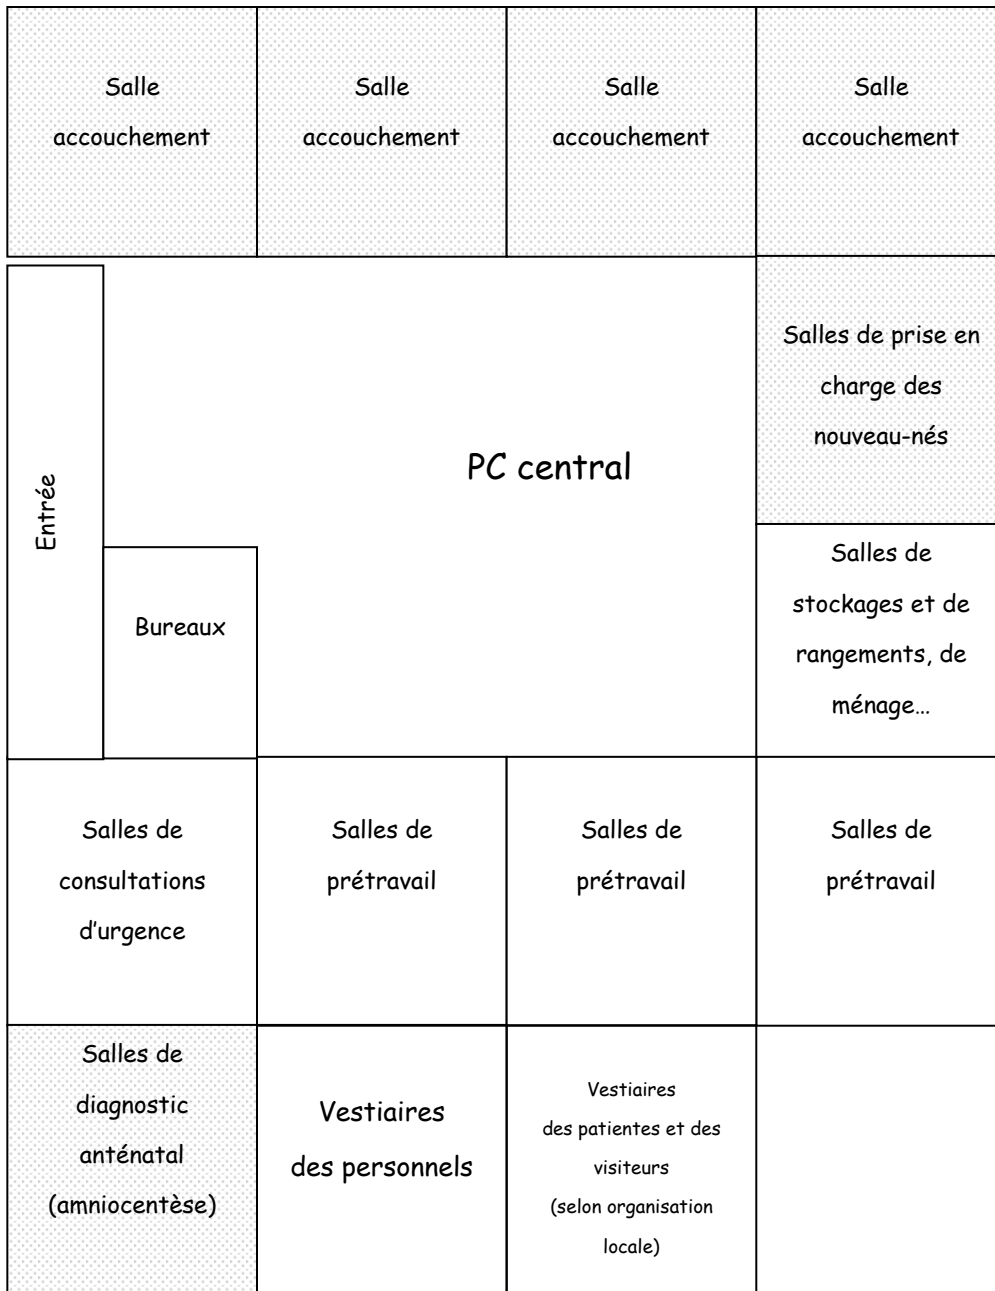 Salle
accouchement
Salle
accouchement
Salle
accouchement
Salle
accouchement
Entrée
PC central
Salles de prise en
charge des
nouveau-nés
Bureaux
Salles de
stockages et de
rangements, de
ménage…
Salles de
consultations
d'urgence
Salles de
prétravail
Salles de
prétravail
Salles de
prétravail
Salles de
diagnostic
anténatal
(amniocentèse)
Vestiaires
des personnels
Vestiaires
des patientes et des
visiteurs
(selon organisation
locale)